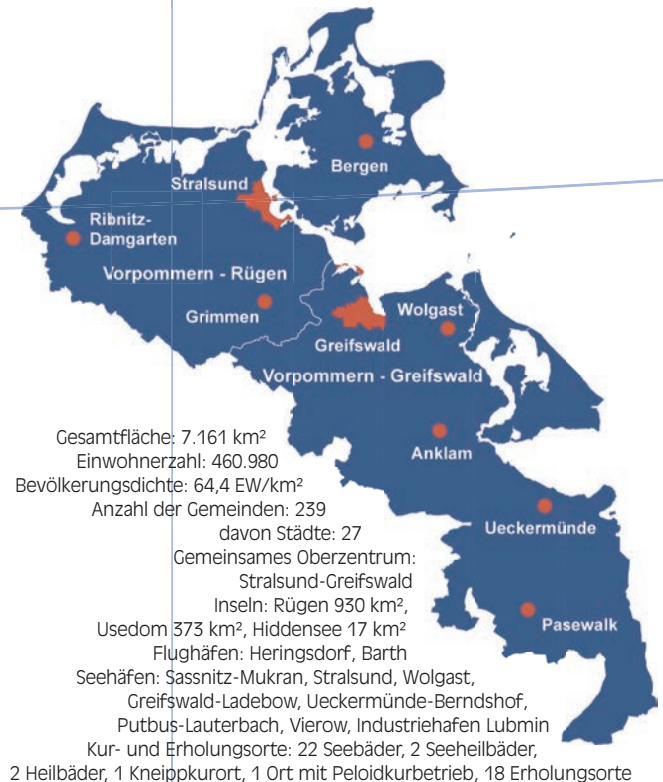 Bergen
Stralsund
Ribnitz-
Damgarten
Vorpommern - Rügen
Grimmen
Wolgast
Greifswald
Vorpommern - Greifswald
Anklam
Ueckermünde
Pasewalk
Gesamtfläche: 7.161 km²
Einwohnerzahl: 460.980
Bevölkerungsdichte: 64,4 EW/km²
Anzahl der Gemeinden: 239
davon Städte: 27
Gemeinsames Oberzentrum:
Stralsund-Greifswald
Inseln: Rügen 930 km²,
Usedom 373 km², Hiddensee 17 km²
Flughäfen: Heringsdorf, Barth
Seehäfen: Sassnitz-Mukran, Stralsund, Wolgast,
Greifswald-Ladebow, Ueckermünde-Berndshof,
Putbus-Lauterbach, Vierow, Industriehafen Lubmin
Kur- und Erholungsorte: 22 Seebäder, 2 Seeheilbäder,
2 Heilbäder, 1 Kneippkurort, 1 Ort mit Peloidkurbetrieb, 18 Erholungsorte